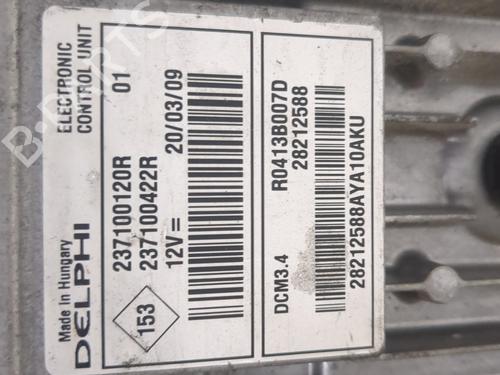 Made In Hungary
DELPHI
ELECTRONIC
CONTROL UNIT
153
237100120R
01
237100422R
12V =
20/03/09
DCM3.4
R0413B007D
28212588
28212588AYA10AKU
B-PARTS